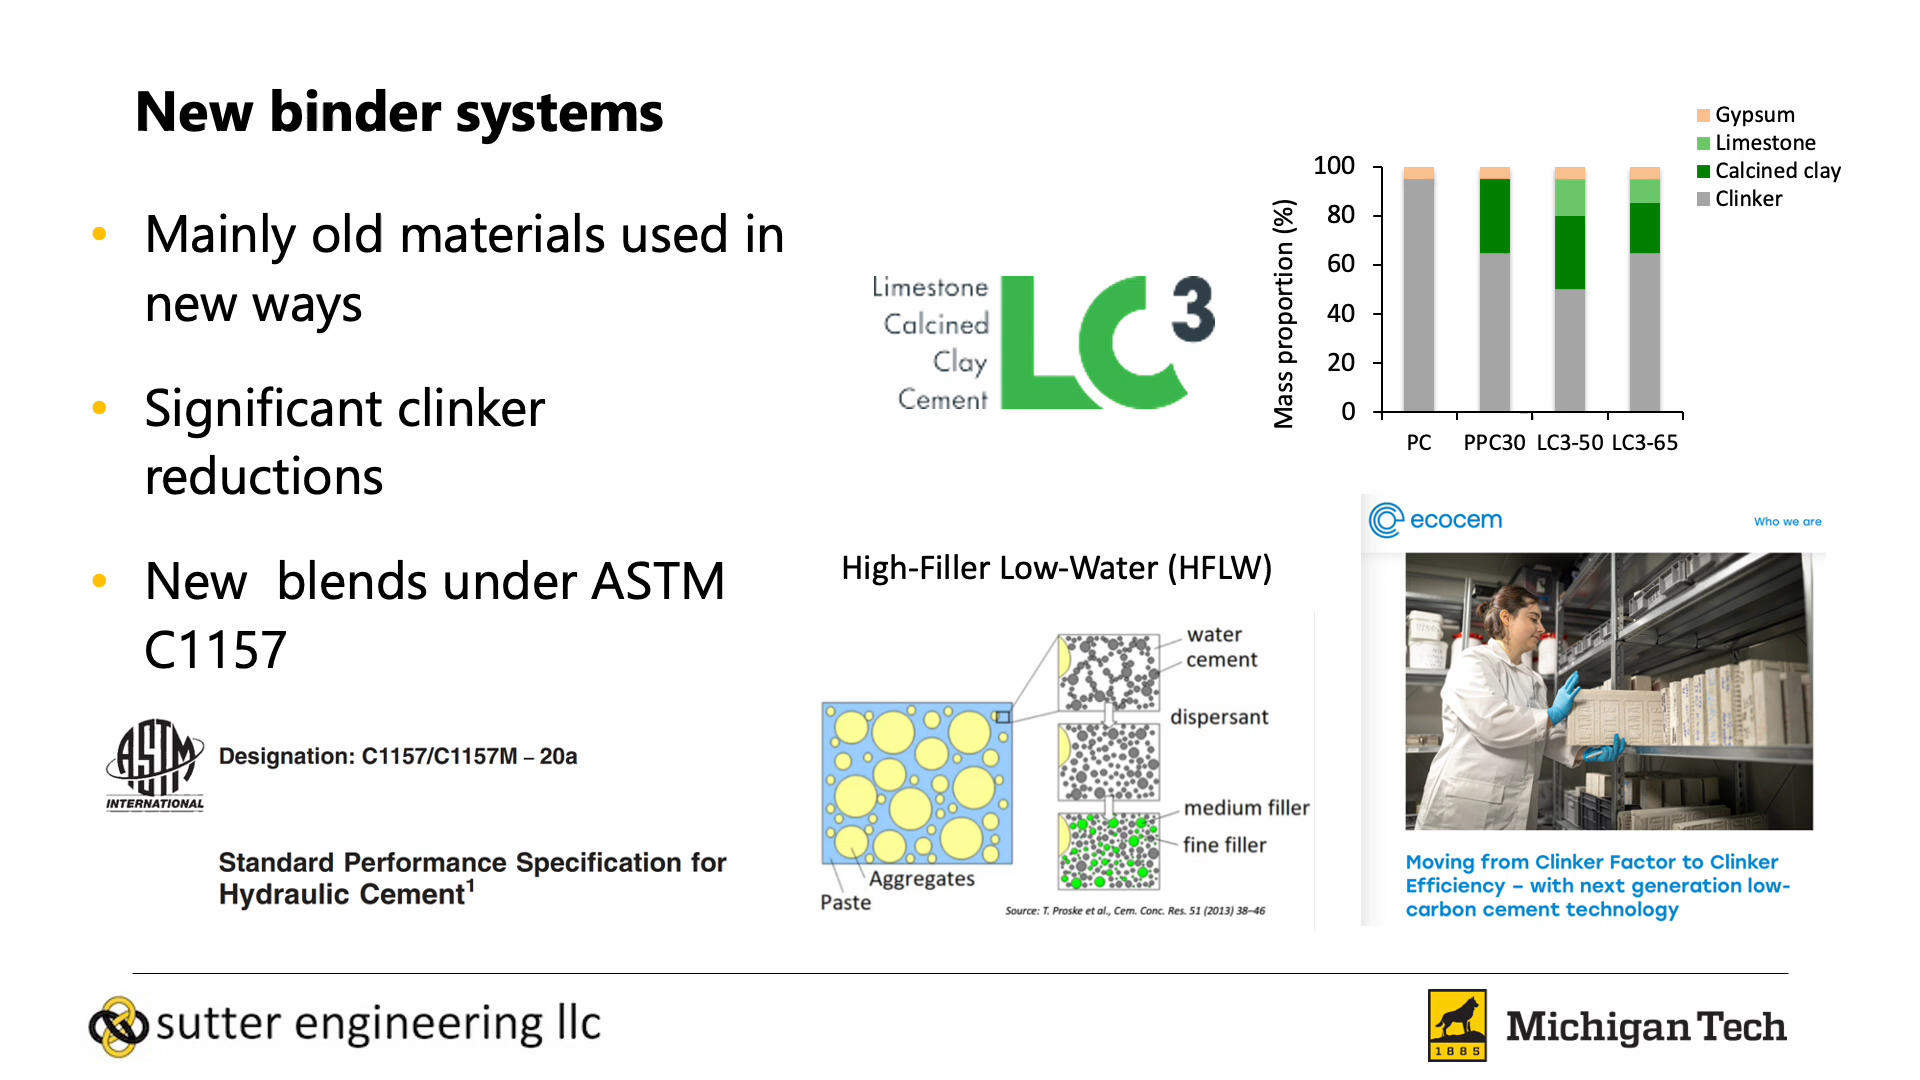 New binder systems
• Mainly old materials used in
new ways
• Significant clinker
reductions
• New  blends under ASTM
C1157
ASTM
INTERNATIONAL
Designation: C1157/C1157M – 20a
Standard Performance Specification for
Hydraulic Cement1
Limestone
Calcined
Clay
Cement
LC3
Gypsum
Limestone
Calcined clay
Clinker
Mass proportion (%)
100
80
60
40
20
0
PC PPC30 LC3-50 LC3-65
High-Filler Low-Water (HFLW)
water
cement
dispersant
medium filler
fine filler
Aggregates
Paste
Source: T. Proske et al., Cem. Conc. Res. 51 (2013) 38–46
ecocem
Who we are
Moving from Clinker Factor to Clinker
Efficiency – with next generation low-
carbon cement technology
sutter engineering llc
1885
Michigan Tech